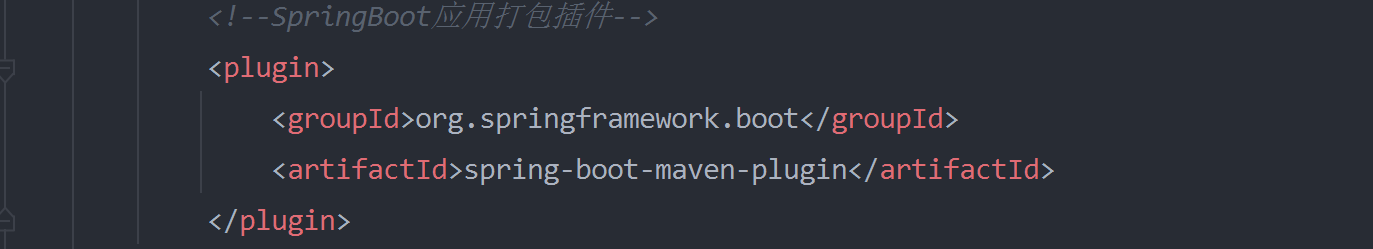 <!--SpringBoot应用打包插件-->
<plugin>
<groupId>org.springframework.boot</groupId>
<artifactId>spring-boot-maven-plugin</artifactId>
</plugin>